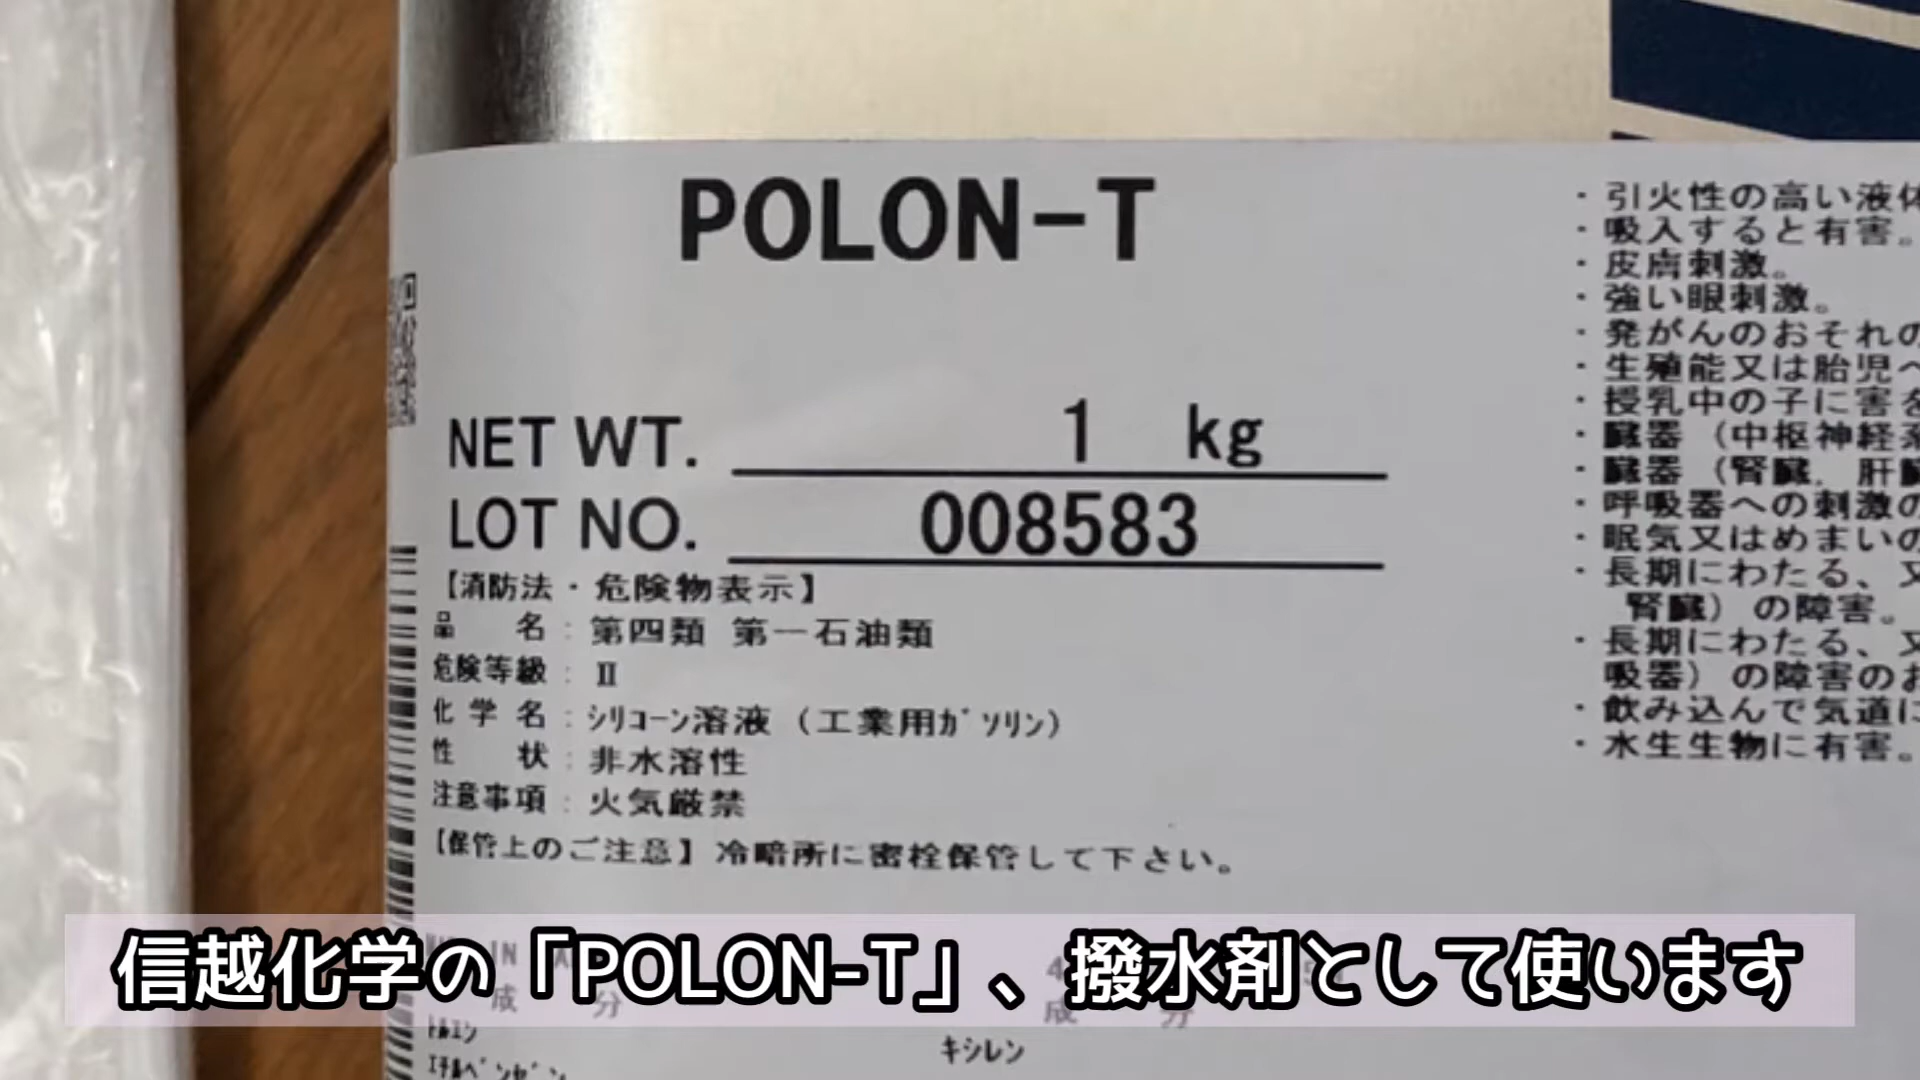 POLON-T
NET WT. 1 kg
LOT NO. 008583
【消防法・危険物表示】
品 名：第四類 第一石油類
危険等級：Ⅱ
化学名：ｼﾘｺｰﾝ溶液（工業用ｶﾞｿﾘﾝ）
性 状：非水溶性
注意事項：火気厳禁
【保管上のご注意】冷暗所に密栓保管して下さい。
・引火性の高い液体
・吸入すると有害。
・皮膚刺激。
・強い眼刺激。
・発がんのおそれの
・生殖能又は胎児へ
・授乳中の子に害を
・臓器（中枢神経系
・臓器（腎臓．肝臓
・呼吸器への刺激の
・眠気又はめまいの
・長期にわたる、又
腎臓）の障害。
・長期にわたる、又
吸器）の障害のお
・飲み込んで気道に
・水生生物に有害。
信越化学の「POLON-T」、撥水剤として使います
成 分
成 分
ﾄﾙｴﾝ
キシレン
ｴﾁﾙﾍﾞﾝｾﾞﾝ